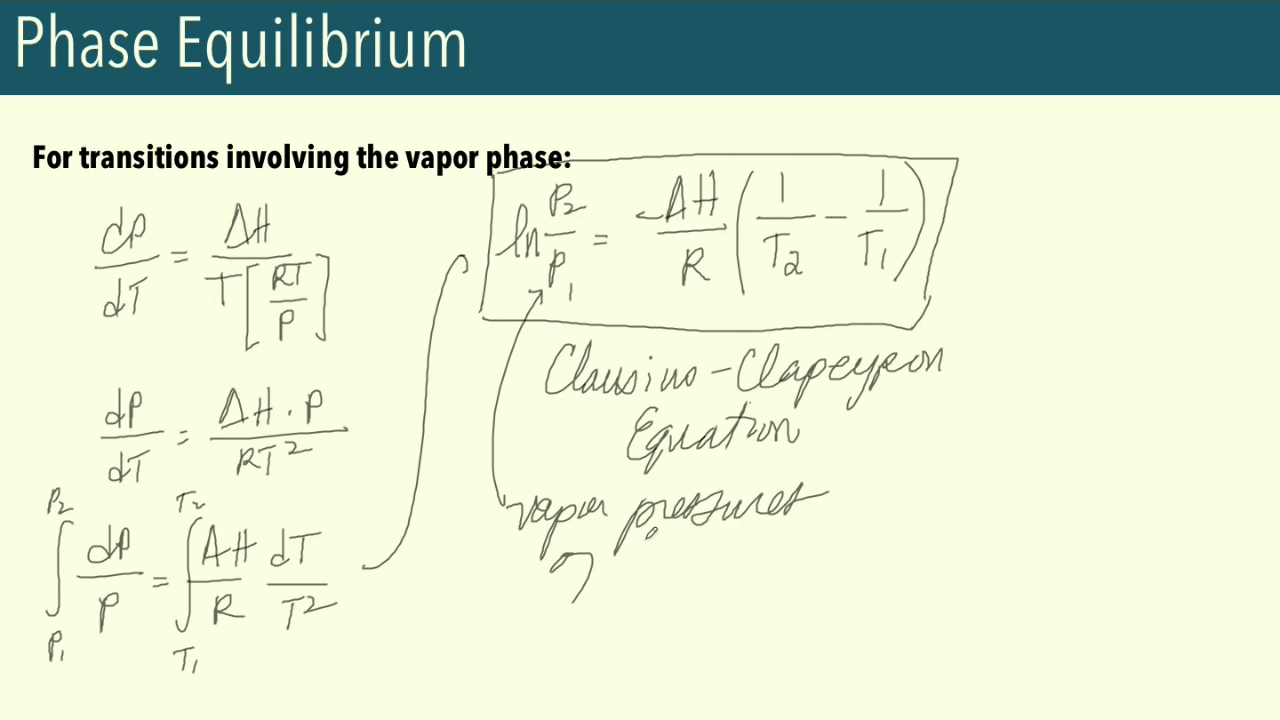 Phase Equilibrium
For transitions involving the vapor phase:
dP/dT = ΔH / T[RT/P]
dP/dT = ΔH · P / RT²
∫_{P₁}^{P₂} dP/P = ∫_{T₁}^{T₂} ΔH/R dT/T²
ln P₂/P₁ = -ΔH/R (1/T₂ - 1/T₁)
Clausius-Clapeyron
Equation
vapor pressures